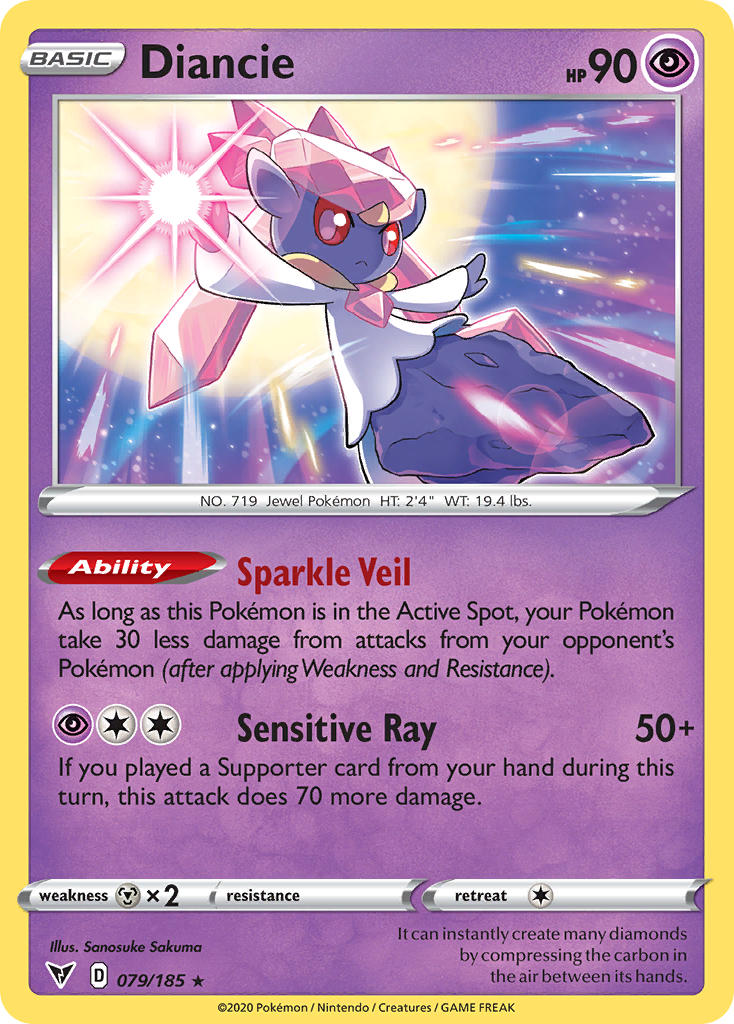 BASIC
Diancie
HP 90
NO. 719 Jewel Pokémon HT: 2'4" WT: 19.4 lbs.
Ability Sparkle Veil
As long as this Pokémon is in the Active Spot, your Pokémon
take 30 less damage from attacks from your opponent's
Pokémon (after applying Weakness and Resistance).
Sensitive Ray 50+
If you played a Supporter card from your hand during this
turn, this attack does 70 more damage.
weakness ×2 resistance retreat
Illus. Sanosuke Sakuma
It can instantly create many diamonds
by compressing the carbon in
the air between its hands.
D 079/185 ★
©2020 Pokémon / Nintendo / Creatures / GAME FREAK